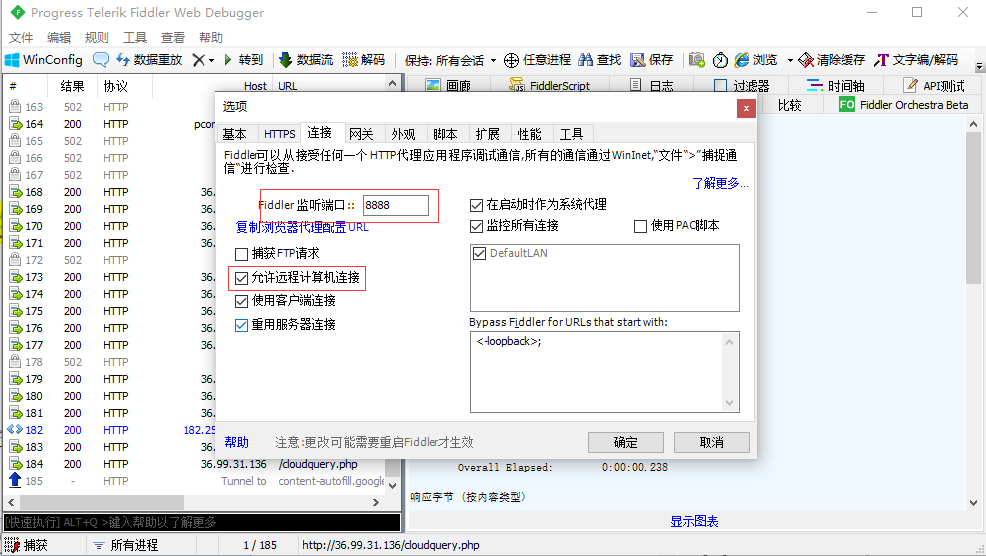 Progress Telerik Fiddler Web Debugger
文件 编辑 规则 工具 查看 帮助
WinConfig 数据重放 转到 数据流 解码 保持: 所有会话 任意进程 查找 保存 浏览 清除缓存 文字编/解码
# 结果 协议 Host URL
画廊 FiddlerScript 日志 过滤器 时间轴 API测试
比较 FO Fiddler Orchestra Beta
163 502 HTTP
164 200 HTTP pcon
165 502 HTTP
166 502 HTTP
167 502 HTTP
168 200 HTTP 36.
169 200 HTTP 36.
170 200 HTTP 36.
171 200 HTTP 36.
172 502 HTTP
173 200 HTTP 36.
174 200 HTTP 36.
175 200 HTTP 36.
176 200 HTTP 36.
177 200 HTTP 36.
178 502 HTTP
179 200 HTTP 36.
180 200 HTTP 36.
181 200 HTTP 36.
182 200 HTTP 182.25
183 200 HTTP 36.
184 200 HTTP 36.99.31.136 /cloudquery.php
185 - HTTP Tunnel to content-autofill.google
选项
x
基本 HTTPS 连接 网关 外观 脚本 扩展 性能 工具
Fiddler可以从接受任何一个 HTTP代理应用程序调试通信,所有的通信通过WinInet,“文件“>”捕捉通
信“进行检查.
了解更多...
Fiddler 监听端口:: 8888
复制 浏览器代理配置 URL
捕获FTP请求
允许远程计算机连接
使用客户端连接
重用服务器连接
在启动时作为系统代理
监控所有连接 使用 PAC脚本
DefaultLAN
Bypass Fiddler for URLs that start with:
<-loopback>;
帮助 注意:更改可能需要重启Fiddler才生效 确定 取消
Overall Elapsed: 0:00:00.238
响应字节 (按内容类型)
显示图表
[快速执行] ALT+Q >键入帮助以了解更多
捕获 所有进程 1 / 185 http://36.99.31.136/cloudquery.php